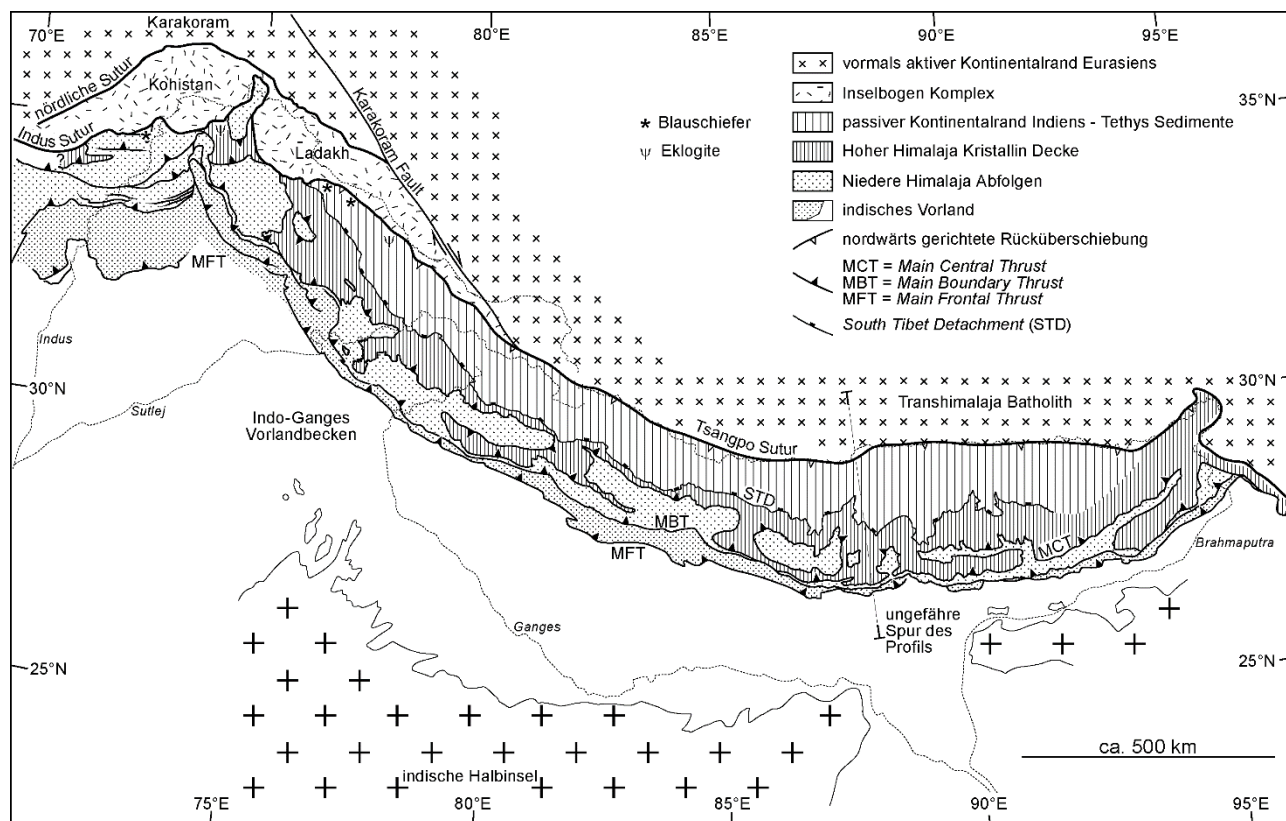 Karakoram
70°E
80°E
85°E
90°E
95°E
nördliche Sutur
Kohistan
Indus Sutur
?
Karakoram Fault
Ladakh
* Blauschiefer
ψ Eklogite
vormals aktiver Kontinentalrand Eurasiens
Inselbogen Komplex
passiver Kontinentalrand Indiens - Tethys Sedimente
Hoher Himalaja Kristallin Decke
Niedere Himalaja Abfolgen
indisches Vorland
nordwärts gerichtete Rücküberschiebung
MCT = Main Central Thrust
MBT = Main Boundary Thrust
MFT = Main Frontal Thrust
South Tibet Detachment (STD)
35°N
MFT
Indus
30°N
30°N
Sutlej
Indo-Ganges
Vorlandbecken
Transhimalaja Batholith
Tsangpo Sutur
STD
MBT
MFT
MCT
Brahmaputra
Ganges
ungefähre
Spur des
Profils
25°N
25°N
ca. 500 km
indische Halbinsel
75°E
80°E
85°E
90°E
95°E